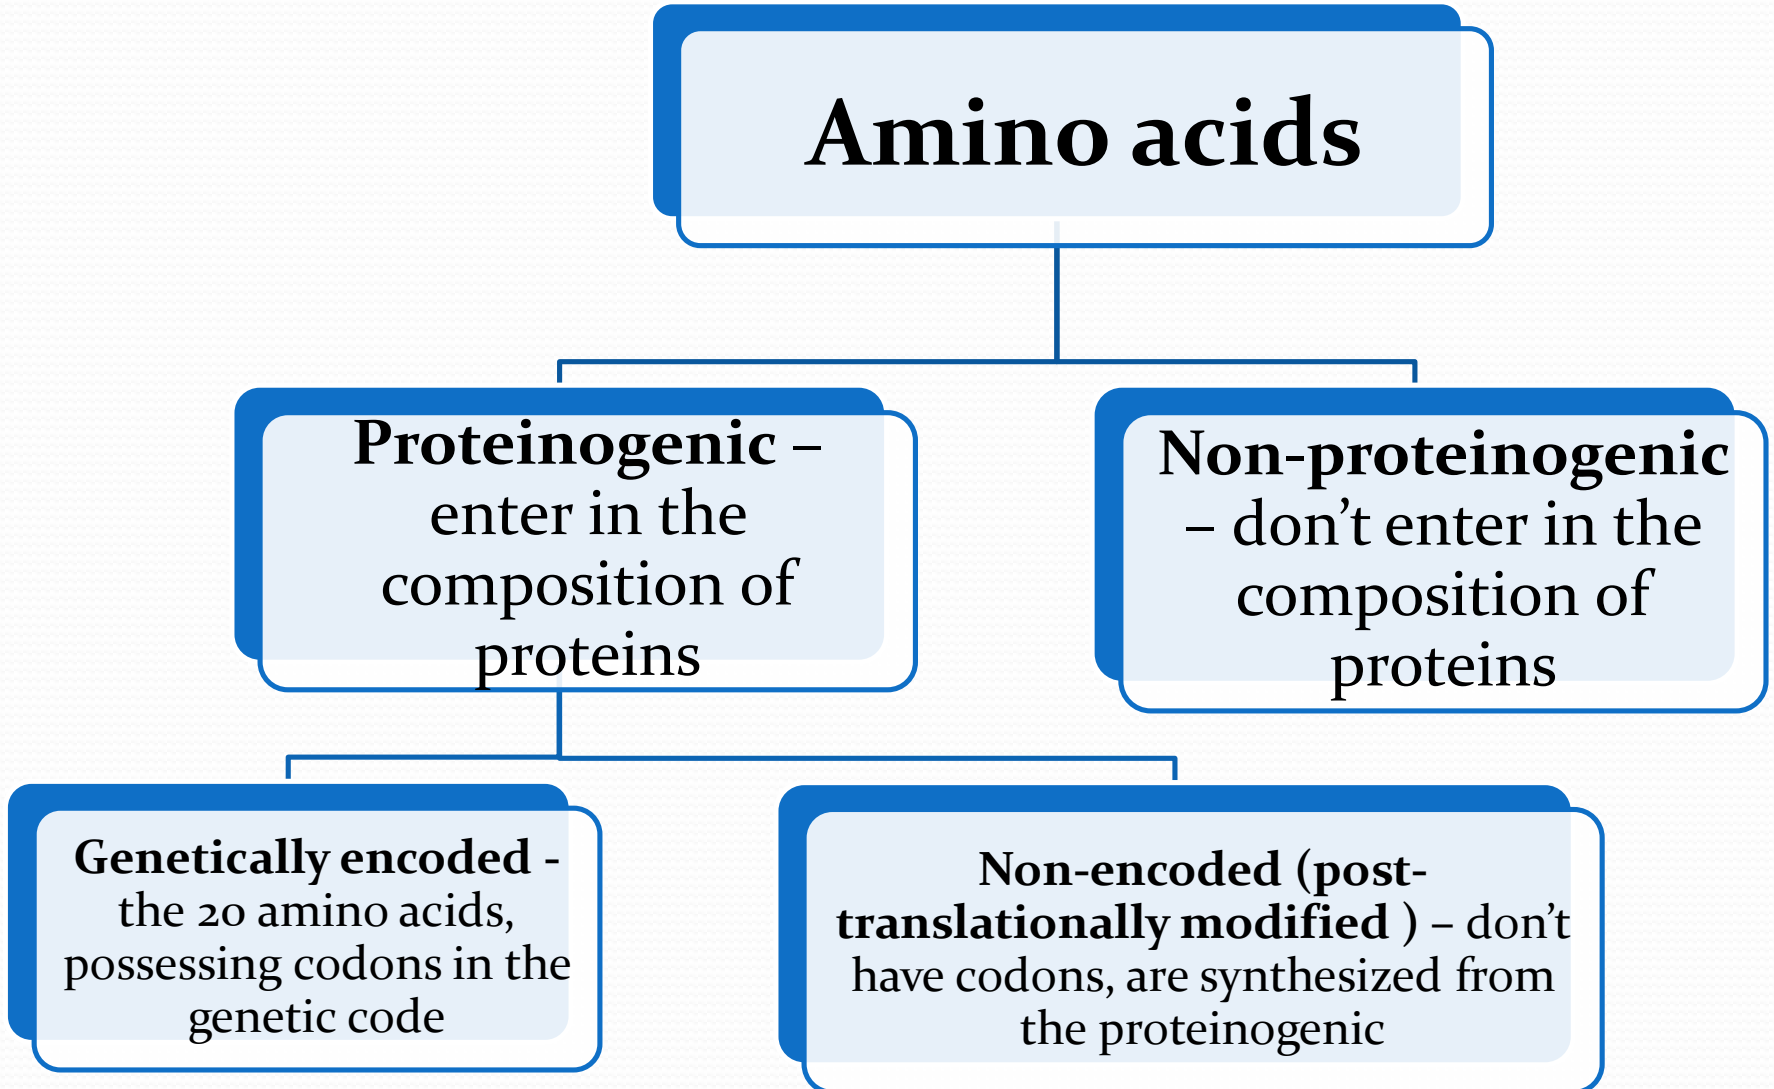 Amino acids
Proteinogenic –
enter in the
composition of
proteins
Non-proteinogenic
– don’t enter in the
composition of
proteins
Genetically encoded -
the 20 amino acids,
possessing codons in the
genetic code
Non-encoded (post-
translationally modified ) – don’t
have codons, are synthesized from
the proteinogenic